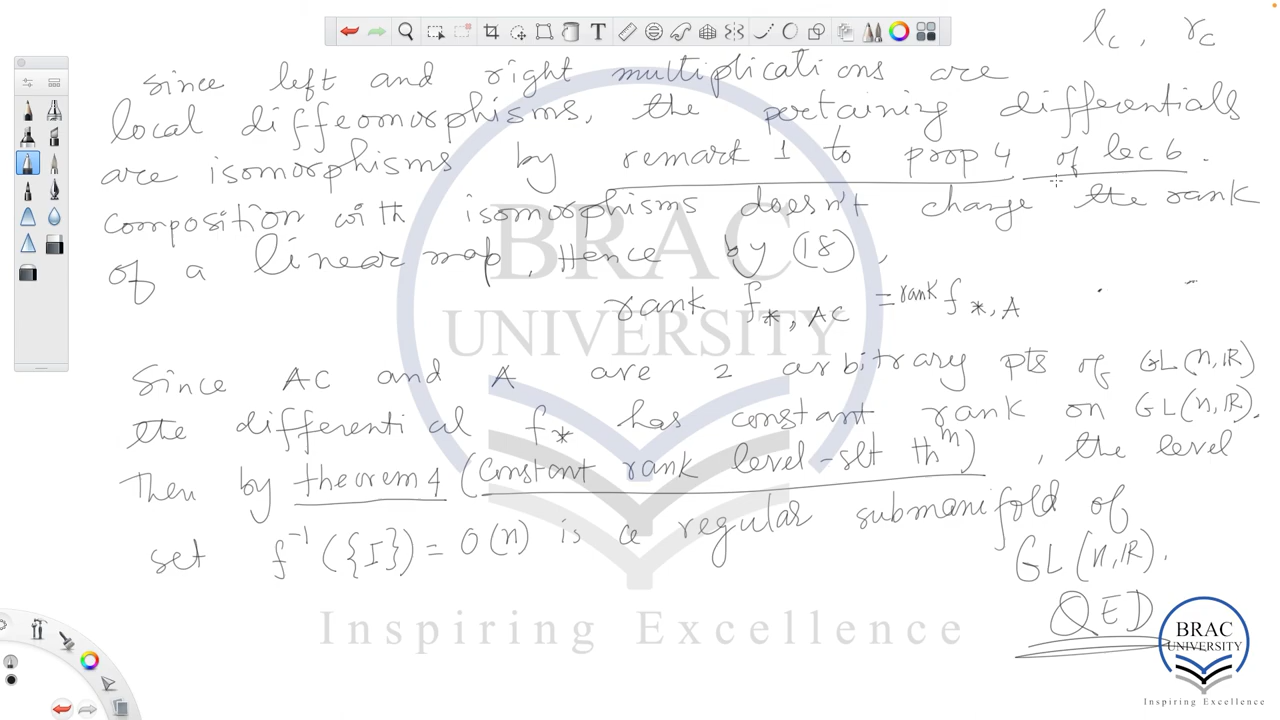 l_c , r_c
since left and right multiplications are
local diffeomorphisms, the pertaining differentials
are isomorphisms by remark 1 to prop 4 of lec 6.
composition with isomorphisms doesn't change the rank
of a linear map, Hence by (18),
rank f_{*, AC} = rank f_{*, A}
Since AC and A are 2 arbitrary pts of GL(n,IR)
the differential f_* has constant rank on GL(n,IR).
Then by theorem 4 (constant rank level-set th^m), the level
set f^{-1}({I}) = O(n) is a regular submanifold of
GL(n,IR).
QED
BRAC
UNIVERSITY
Inspiring Excellence
BRAC
UNIVERSITY
Inspiring Excellence